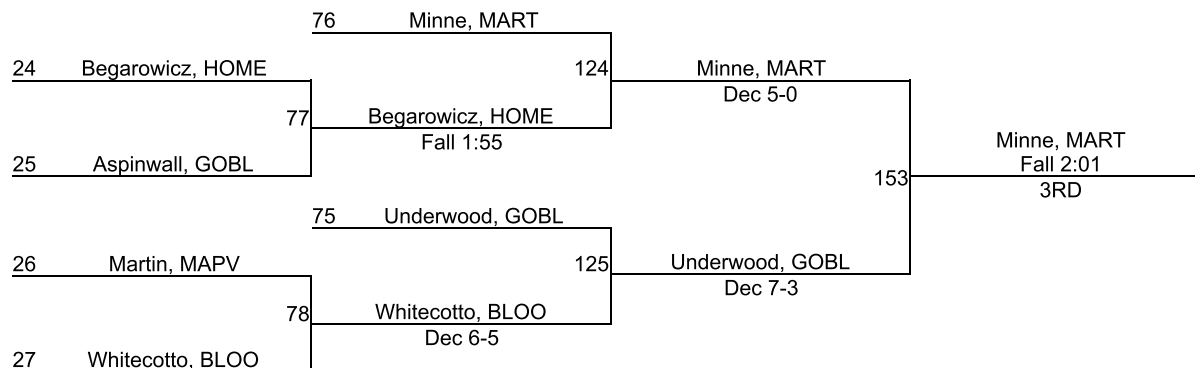 76 Minne, MART
24 Begarowicz, HOME
124 Minne, MART
Dec 5-0
77 Begarowicz, HOME
Fall 1:55
25 Aspinwall, GOBL
Minne, MART
Fall 2:01
153
3RD
75 Underwood, GOBL
26 Martin, MAPV
125 Underwood, GOBL
Dec 7-3
78 Whitecotto, BLOO
Dec 6-5
27 Whitecotto, BLOO